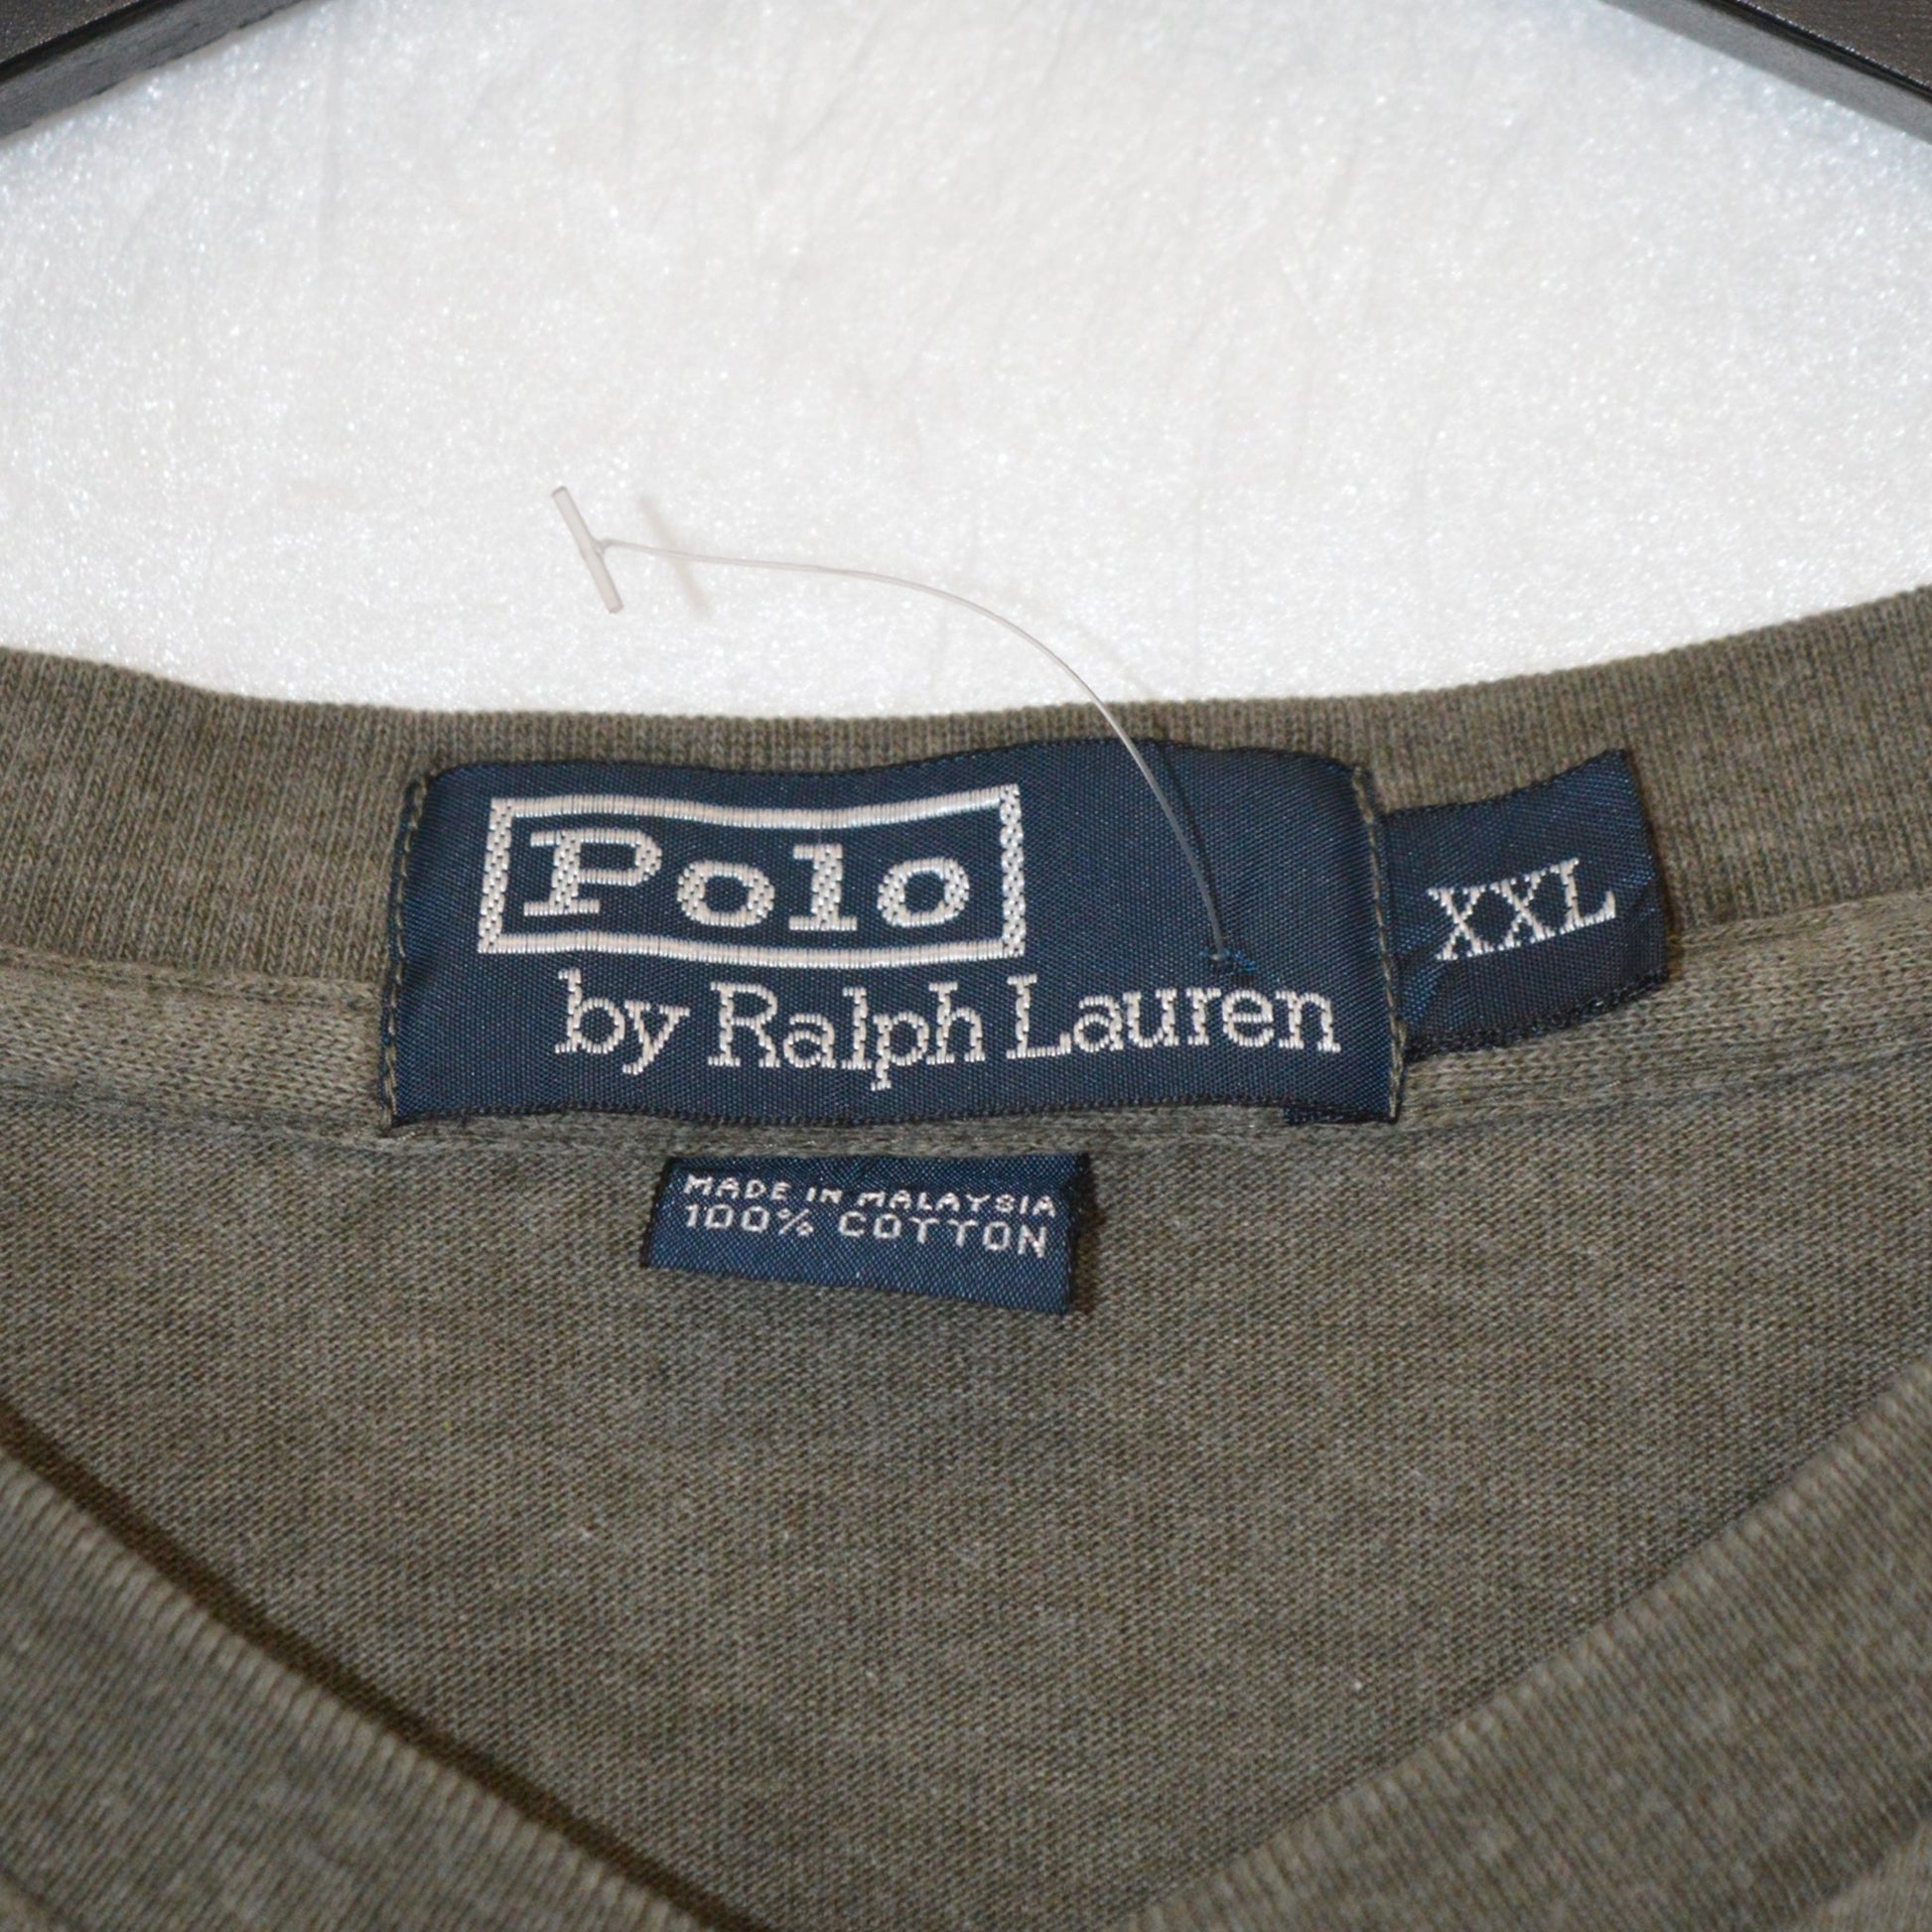 Polo
by Ralph Lauren
XXL
MADE IN MALAYSIA
100% COTTON